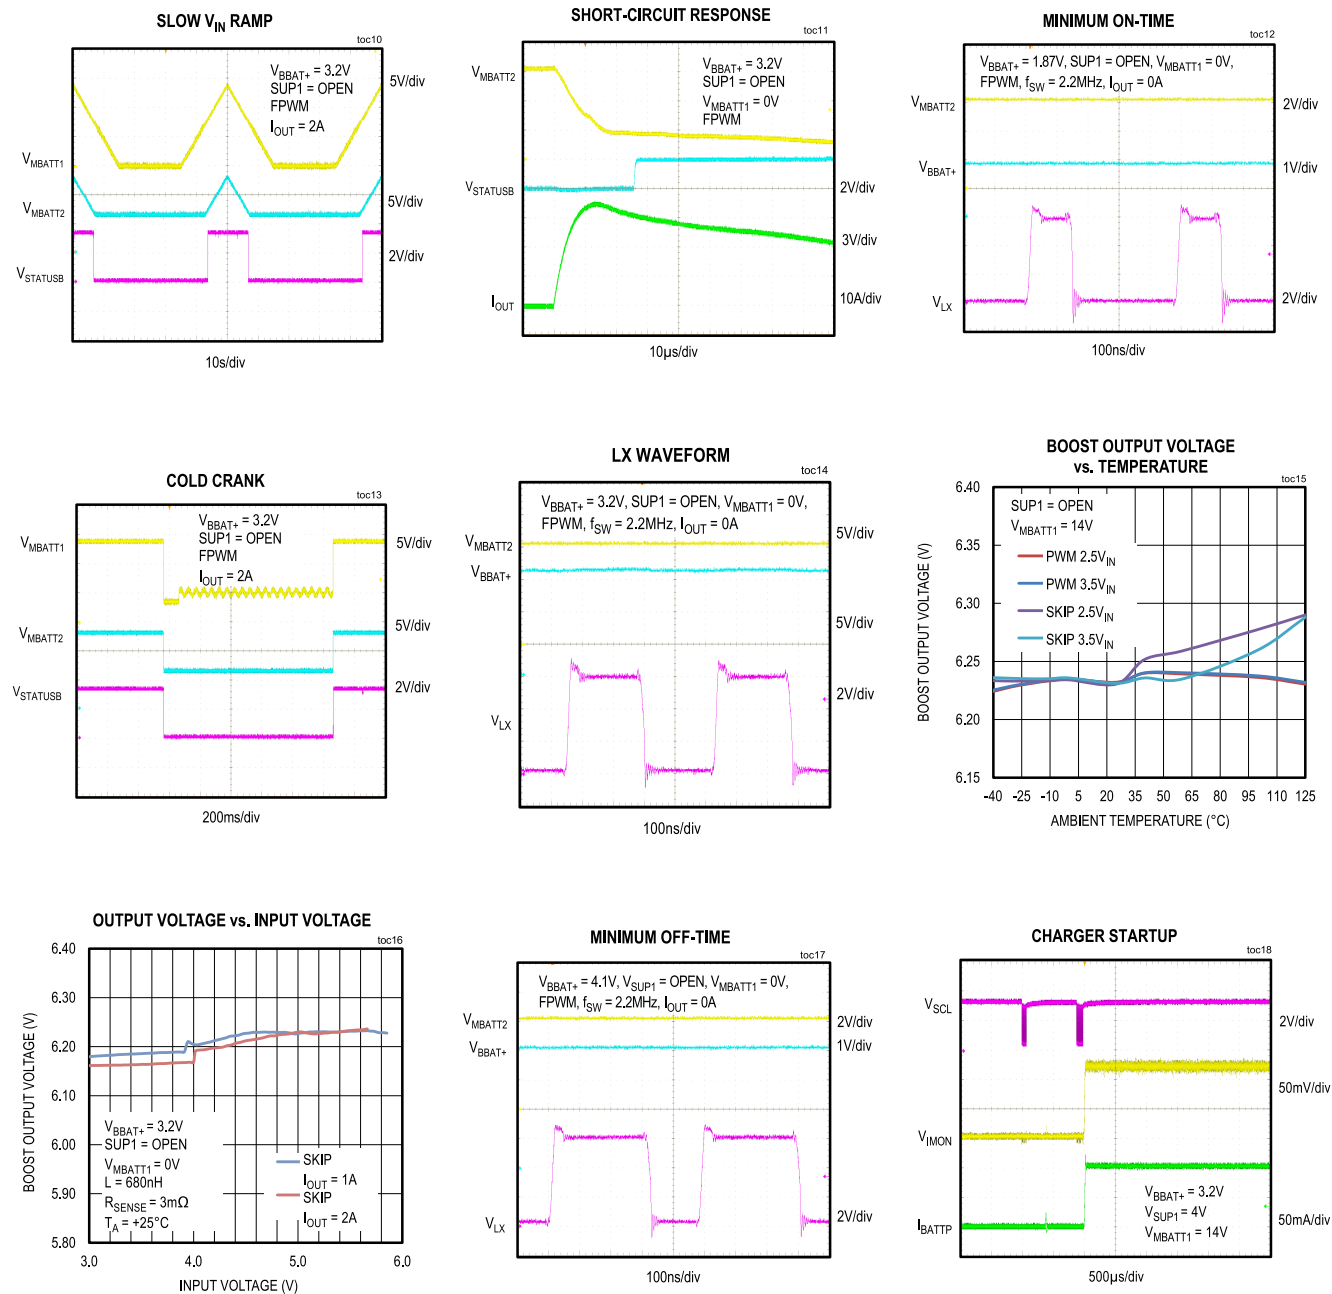 SLOW VIN RAMP
toc10
VBBAT+ = 3.2V
SUP1 = OPEN
FPWM
IOUT = 2A
5V/div
VMBATT1
5V/div
VMBATT2
2V/div
VSTATUSB
10s/div
SHORT-CIRCUIT RESPONSE
toc11
VBBAT+ = 3.2V
SUP1 = OPEN
VMBATT1 = 0V
FPWM
VMBATT2
VSTATUSB
2V/div
3V/div
IOUT
10A/div
10µs/div
MINIMUM ON-TIME
toc12
VBBAT+ = 1.87V, SUP1 = OPEN, VMBATT1 = 0V,
FPWM, fSW = 2.2MHz, IOUT = 0A
VMBATT2
2V/div
VBBAT+
1V/div
VLX
2V/div
100ns/div
COLD CRANK
toc13
VBBAT+ = 3.2V
SUP1 = OPEN
FPWM
IOUT = 2A
VMBATT1
5V/div
VMBATT2
5V/div
VSTATUSB
2V/div
200ms/div
LX WAVEFORM
toc14
VBBAT+ = 3.2V, SUP1 = OPEN, VMBATT1 = 0V,
FPWM, fSW = 2.2MHz, IOUT = 0A
VMBATT2
5V/div
VBBAT+
5V/div
2V/div
VLX
100ns/div
BOOST OUTPUT VOLTAGE
vs. TEMPERATURE
toc15
SUP1 = OPEN
VMBATT1 = 14V
PWM 2.5VIN
PWM 3.5VIN
SKIP 2.5VIN
SKIP 3.5VIN
BOOST OUTPUT VOLTAGE (V)
6.40
6.35
6.30
6.25
6.20
6.15
-40 -25 -10 5 20 35 50 65 80 95 110 125
AMBIENT TEMPERATURE (°C)
OUTPUT VOLTAGE vs. INPUT VOLTAGE
toc16
BOOST OUTPUT VOLTAGE (V)
6.40
6.30
6.20
6.10
6.00
5.90
5.80
VBBAT+ = 3.2V
SUP1 = OPEN
VMBATT1 = 0V
L = 680nH
RSENSE = 3mΩ
TA = +25°C
SKIP
IOUT = 1A
SKIP
IOUT = 2A
3.0 4.0 5.0 6.0
INPUT VOLTAGE (V)
MINIMUM OFF-TIME
toc17
VBBAT+ = 4.1V, VSUP1 = OPEN, VMBATT1 = 0V,
FPWM, fSW = 2.2MHz, IOUT = 0A
VMBATT2
2V/div
VBBAT+
1V/div
VLX
2V/div
100ns/div
CHARGER STARTUP
toc18
VSCL
2V/div
50mV/div
VIMON
VBBAT+ = 3.2V
VSUP1 = 4V
VMBATT1 = 14V
IBATTP
50mA/div
500µs/div